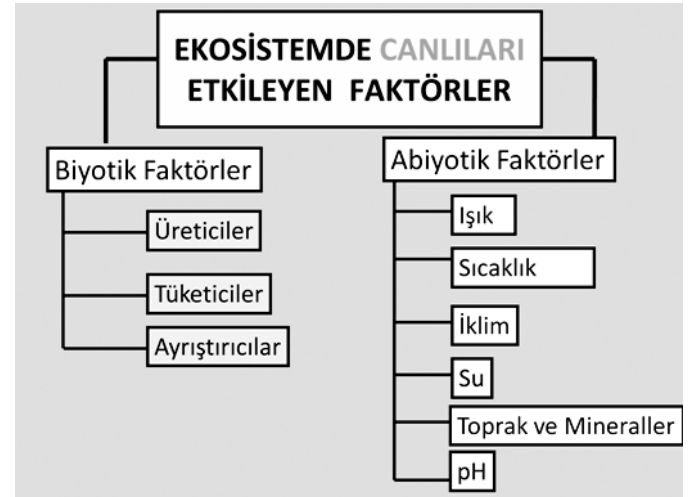 EKOSİSTEMDE CANLILARI
ETKİLEYEN FAKTÖRLER
Biyotik Faktörler
Üreticiler
Tüketiciler
Ayrıştırıcılar
Abiyotik Faktörler
Işık
Sıcaklık
İklim
Su
Toprak ve Mineraller
pH